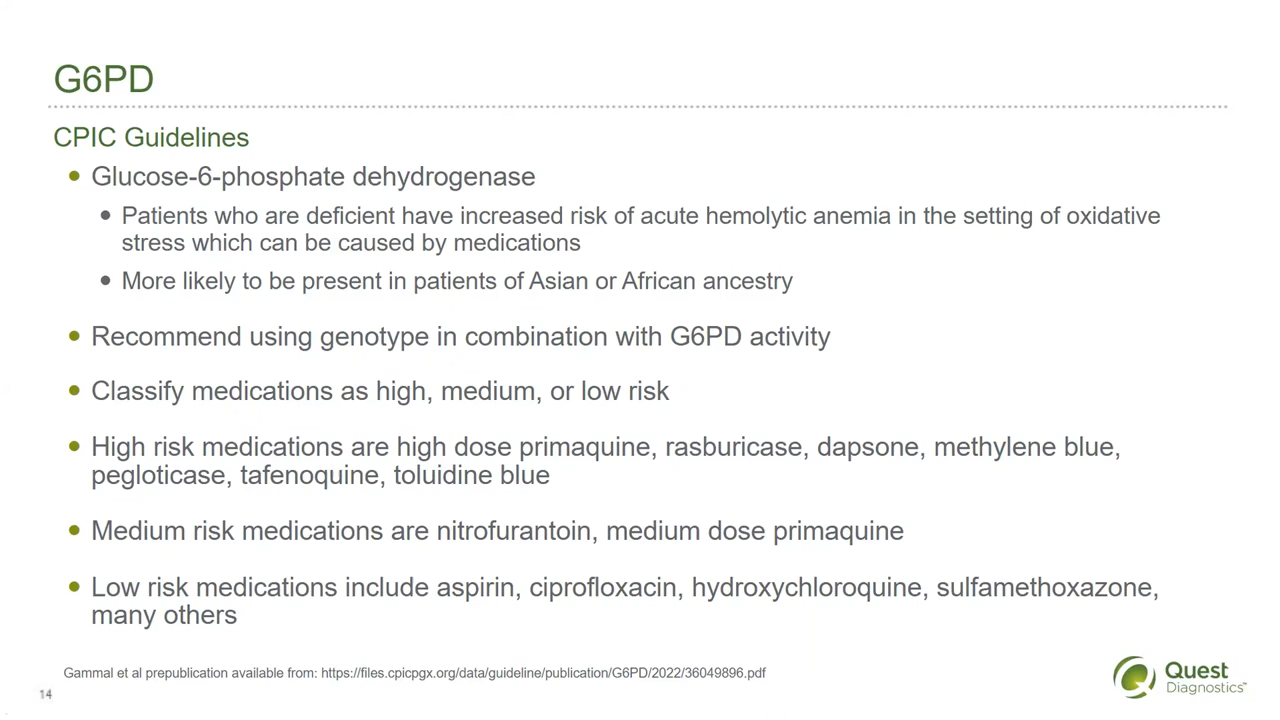 G6PD
CPIC Guidelines
• Glucose-6-phosphate dehydrogenase
• Patients who are deficient have increased risk of acute hemolytic anemia in the setting of oxidative
stress which can be caused by medications
• More likely to be present in patients of Asian or African ancestry
• Recommend using genotype in combination with G6PD activity
• Classify medications as high, medium, or low risk
• High risk medications are high dose primaquine, rasburicase, dapsone, methylene blue,
pegloticase, tafenoquine, toluidine blue
• Medium risk medications are nitrofurantoin, medium dose primaquine
• Low risk medications include aspirin, ciprofloxacin, hydroxychloroquine, sulfamethoxazone,
many others
Gammal et al prepublication available from: https://files.cpicpgx.org/data/guideline/publication/G6PD/2022/36049896.pdf
14
Quest
Diagnostics™